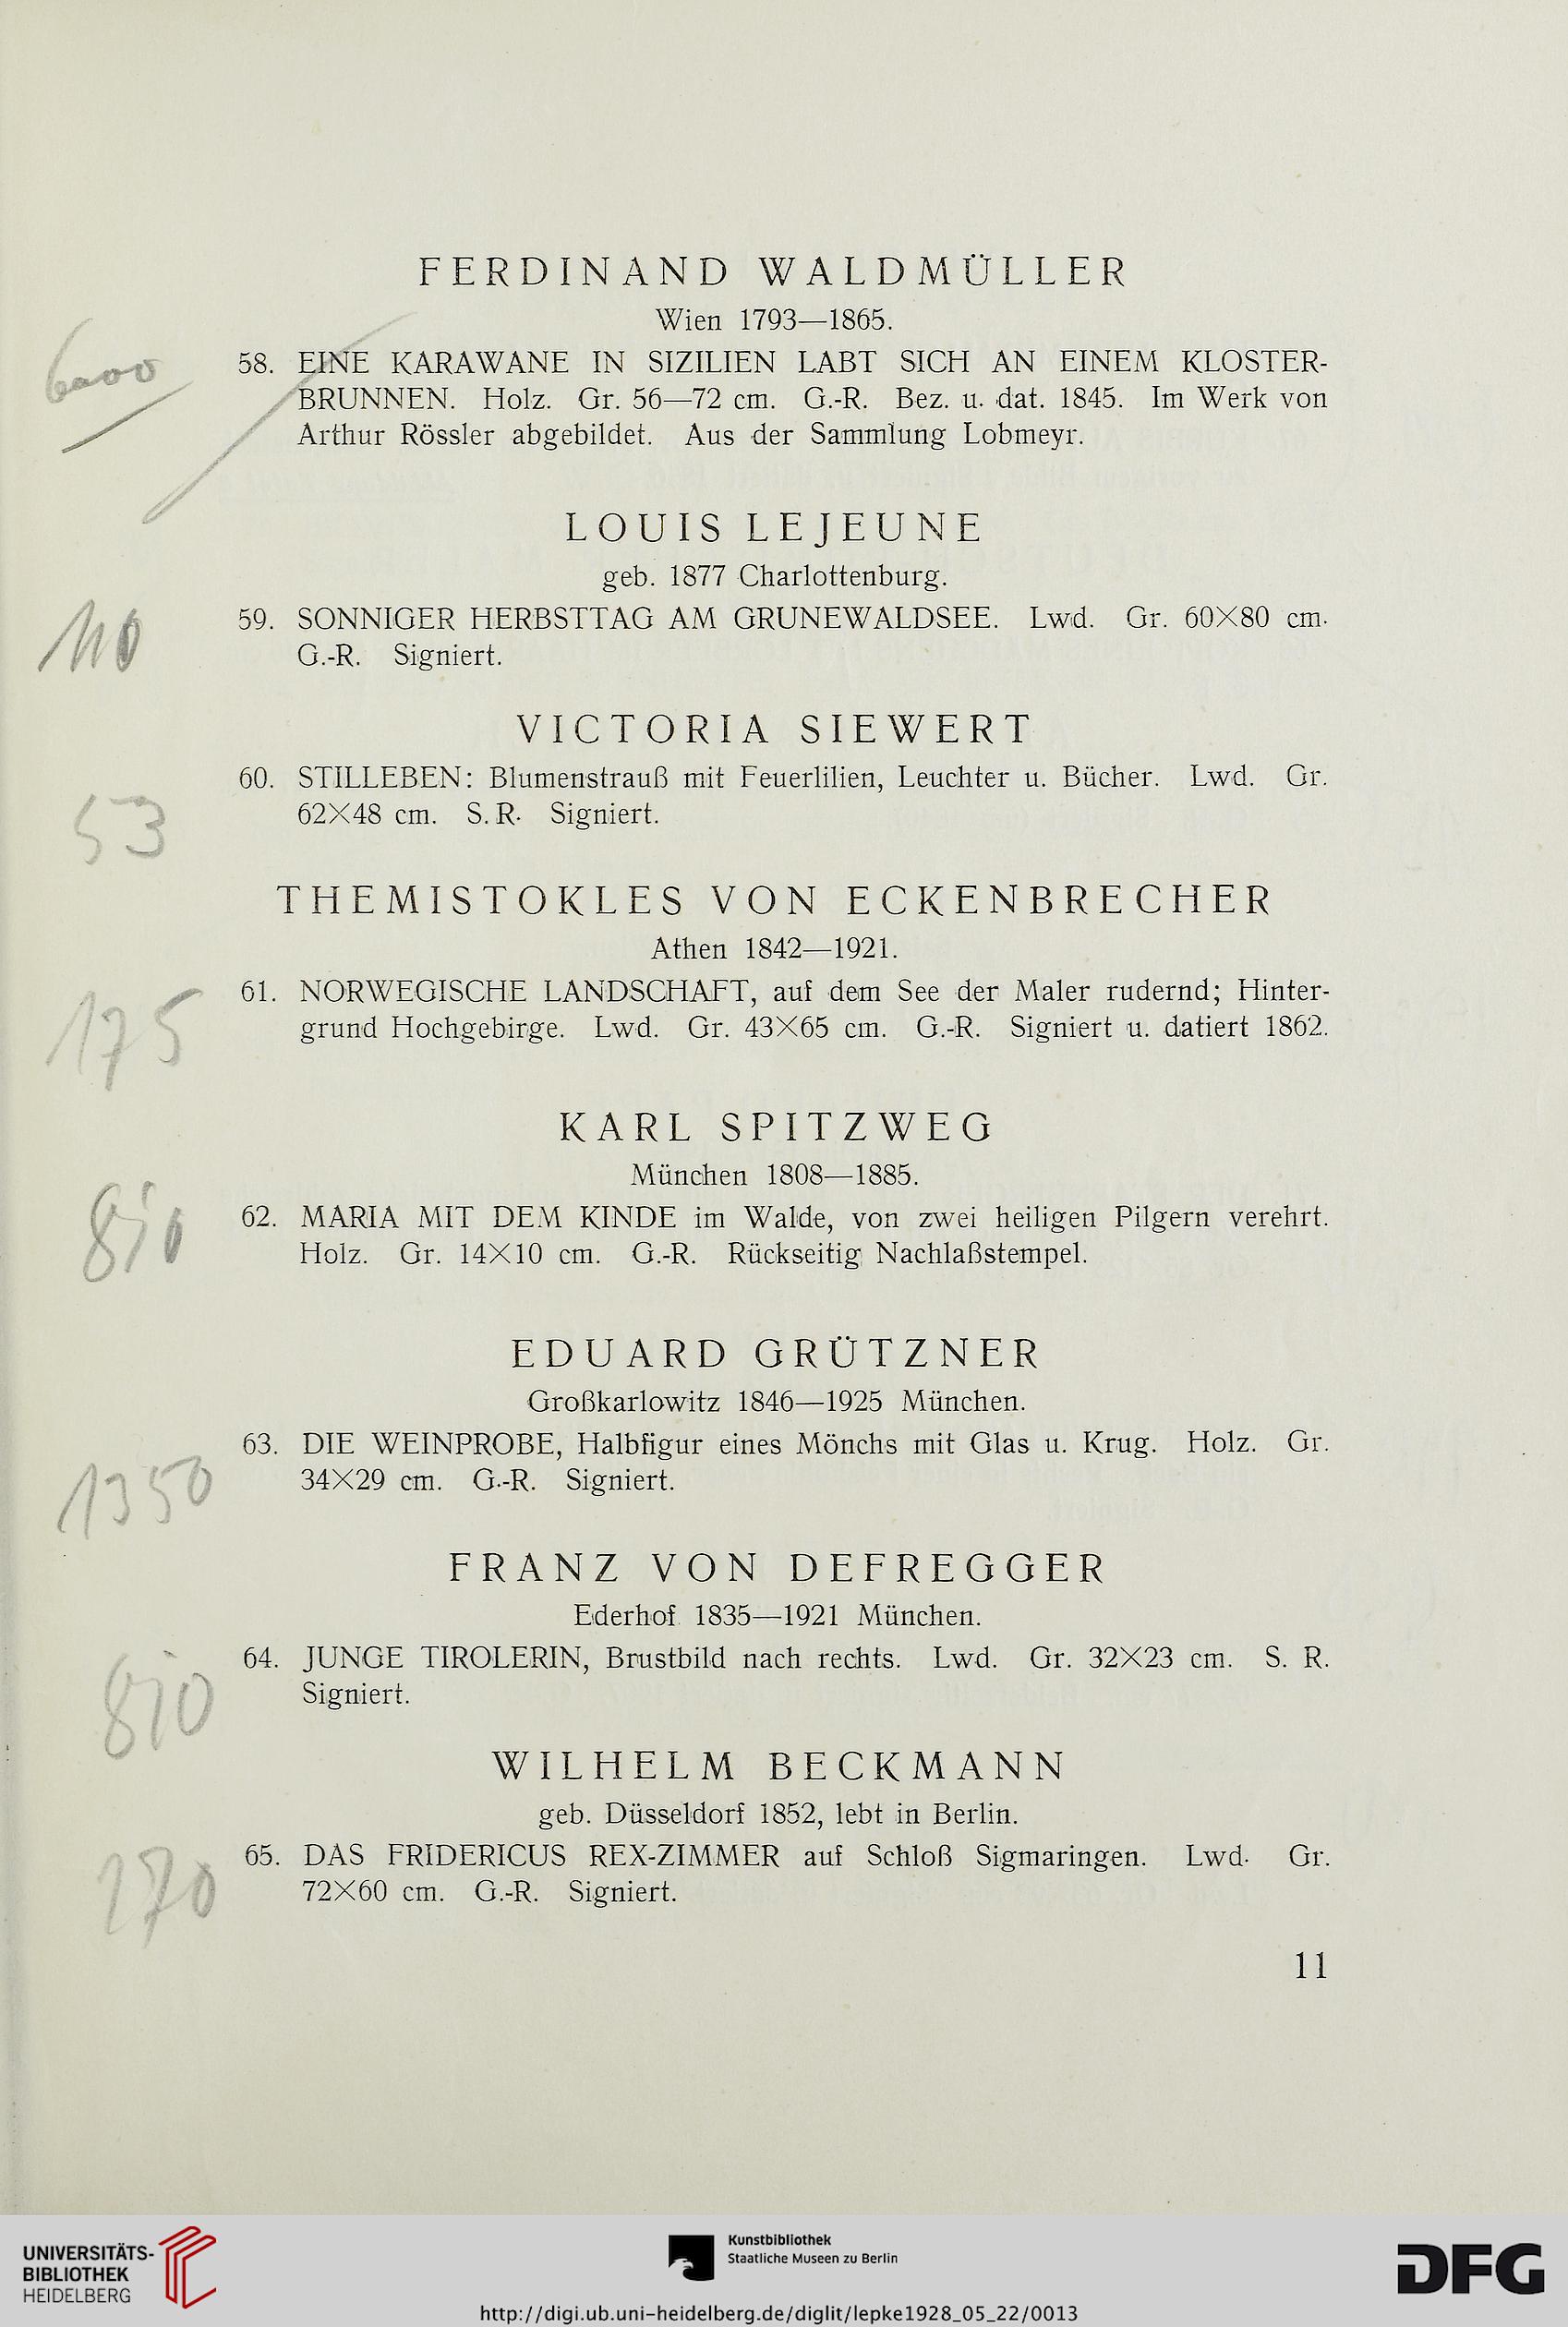 FERDINAND WALDMÜLLER
Wien 1793—1865.
6000
58. EINE KARAWANE IN SIZILIEN LABT SICH AN EINEM KLOSTER-
BRUNNEN. Holz. Gr. 56—72 cm. G.-R. Bez. u. dat. 1845. Im Werk von
Arthur Rössler abgebildet. Aus der Sammlung Lobmeyr.
LOUIS LEJEUNE
geb. 1877 Charlottenburg.
110
59. SONNIGER HERBSTTAG AM GRUNEWALDSEE. Lwd. Gr. 60×80 cm.
G.-R. Signiert.
VICTORIA SIEWERT
60. STILLEBEN: Blumenstrauß mit Feuerlilien, Leuchter u. Bücher. Lwd. Gr.
62×48 cm. S. R. Signiert.
53
THEMISTOKLES VON ECKENBRECHER
Athen 1842—1921.
61. NORWEGISCHE LANDSCHAFT, auf dem See der Maler rudernd; Hinter-
grund Hochgebirge. Lwd. Gr. 43×65 cm. G.-R. Signiert u. datiert 1862.
175
KARL SPITZWEG
München 1808—1885.
62. MARIA MIT DEM KINDE im Walde, von zwei heiligen Pilgern verehrt.
Holz. Gr. 14×10 cm. G.-R. Rückseitig Nachlaßstempel.
EDUARD GRÜTZNER
Großkarlowitz 1846—1925 München.
63. DIE WEINPROBE, Halbfigur eines Mönchs mit Glas u. Krug. Holz. Gr.
34×29 cm. G.-R. Signiert.
1350
FRANZ VON DEFREGGER
Ederhof 1835—1921 München.
64. JUNGE TIROLERIN, Brustbild nach rechts. Lwd. Gr. 32×23 cm. S. R.
Signiert.
810
WILHELM BECKMANN
geb. Düsseldorf 1852, lebt in Berlin.
65. DAS FRIDERICUS REX-ZIMMER auf Schloß Sigmaringen. Lwd. Gr.
72×60 cm. G.-R. Signiert.
270
11
UNIVERSITÄTS-
BIBLIOTHEK
HEIDELBERG
Kunstbibliothek
Staatliche Museen zu Berlin
DFG
http://digi.ub.uni-heidelberg.de/diglit/lepke1928_05_22/0013